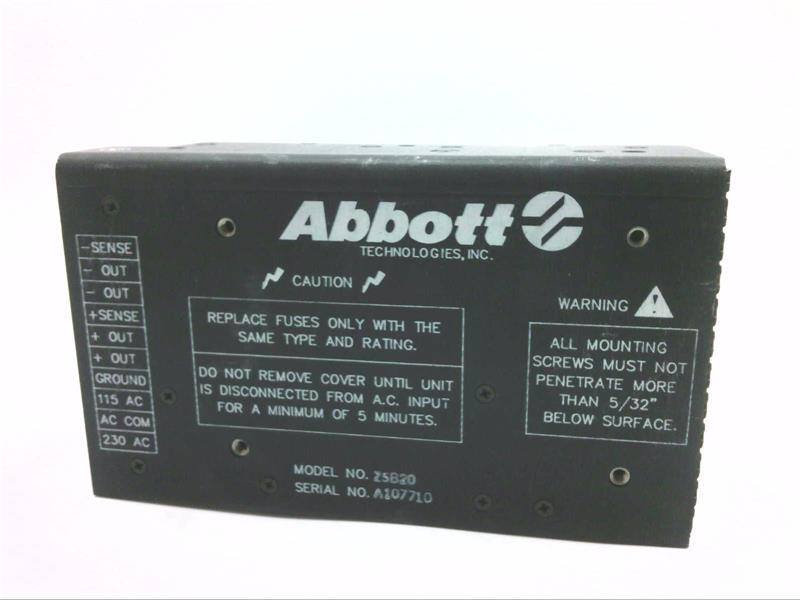 Abbott
TECHNOLOGIES, INC.
CAUTION
REPLACE FUSES ONLY WITH THE
SAME TYPE AND RATING.
DO NOT REMOVE COVER UNTIL UNIT
IS DISCONNECTED FROM A.C. INPUT
FOR A MINIMUM OF 5 MINUTES.
WARNING
ALL MOUNTING
SCREWS MUST NOT
PENETRATE MORE
THAN 5/32"
BELOW SURFACE.
-SENSE
- OUT
- OUT
+SENSE
+ OUT
+ OUT
GROUND
115 AC
AC COM
230 AC
MODEL NO. Z5B20
SERIAL NO. A107710